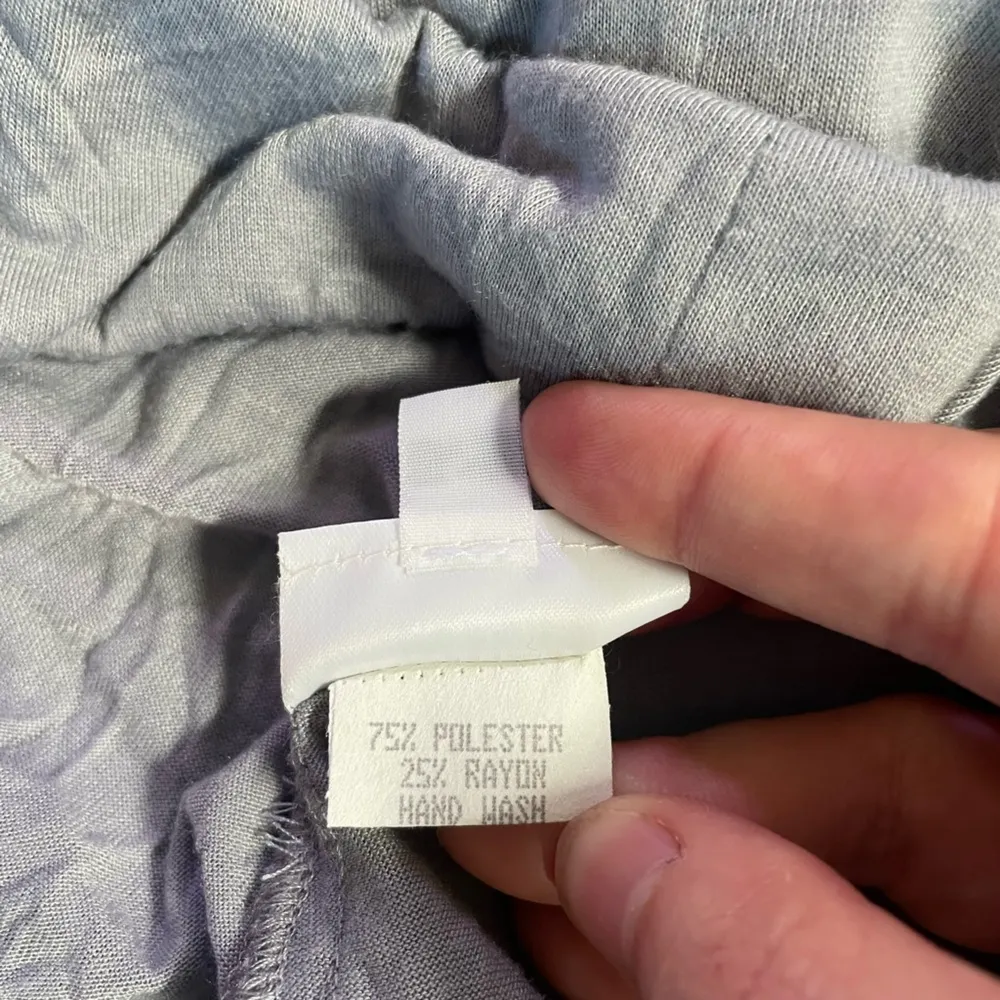 75% POLESTER
25% RAYON
HAND WASH